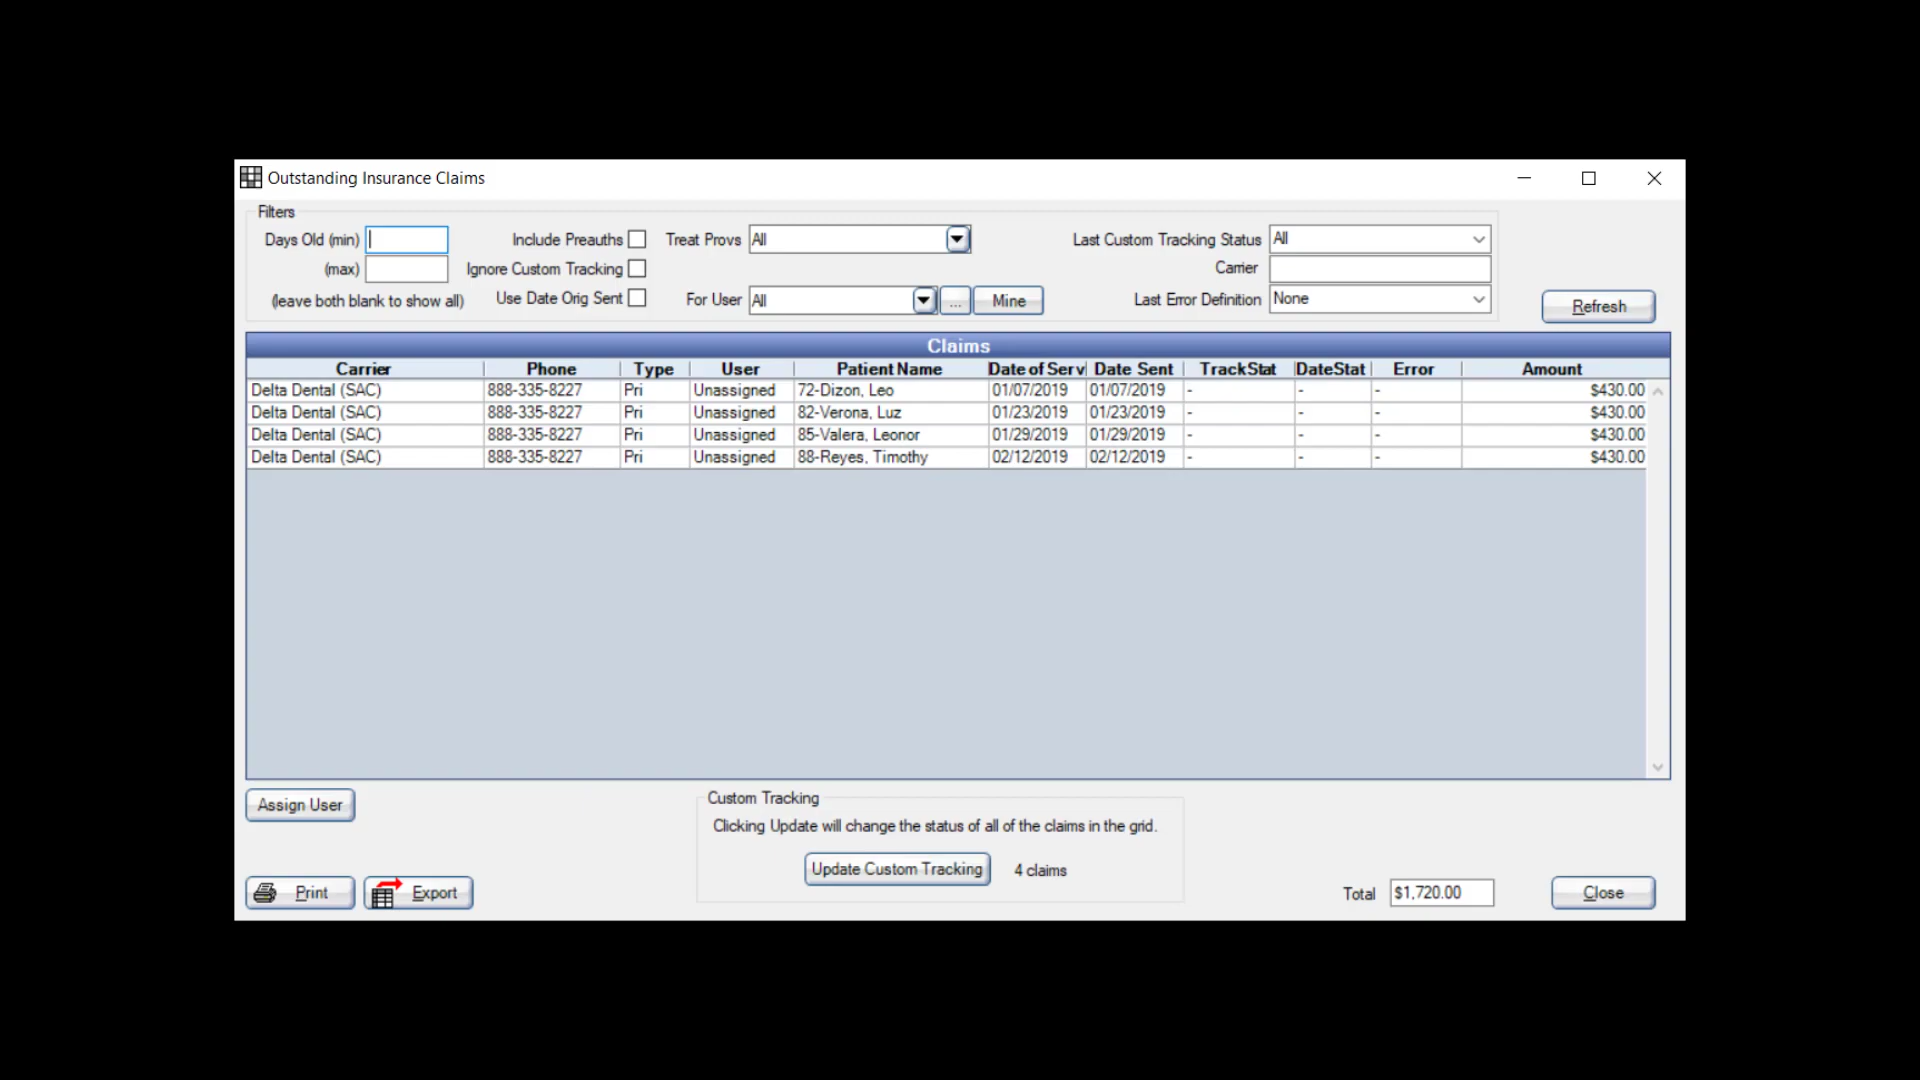 Outstanding Insurance Claims
Filters
Days Old (min) Include Preauths Treat Provs All Last Custom Tracking Status All
(max) Ignore Custom Tracking Carrier
(leave both blank to show all) Use Date Orig Sent For User All ... Mine Last Error Definition None Refresh
Claims
Carrier Phone Type User Patient Name Date of Serv Date Sent TrackStat DateStat Error Amount
Delta Dental (SAC) 888-335-8227 Pri Unassigned 72-Dizon, Leo 01/07/2019 01/07/2019 - - - $430.00
Delta Dental (SAC) 888-335-8227 Pri Unassigned 82-Verona, Luz 01/23/2019 01/23/2019 - - - $430.00
Delta Dental (SAC) 888-335-8227 Pri Unassigned 85-Valera, Leonor 01/29/2019 01/29/2019 - - - $430.00
Delta Dental (SAC) 888-335-8227 Pri Unassigned 88-Reyes, Timothy 02/12/2019 02/12/2019 - - - $430.00
Assign User Custom Tracking
Clicking Update will change the status of all of the claims in the grid.
Update Custom Tracking 4 claims
Print Export Total $1,720.00 Close